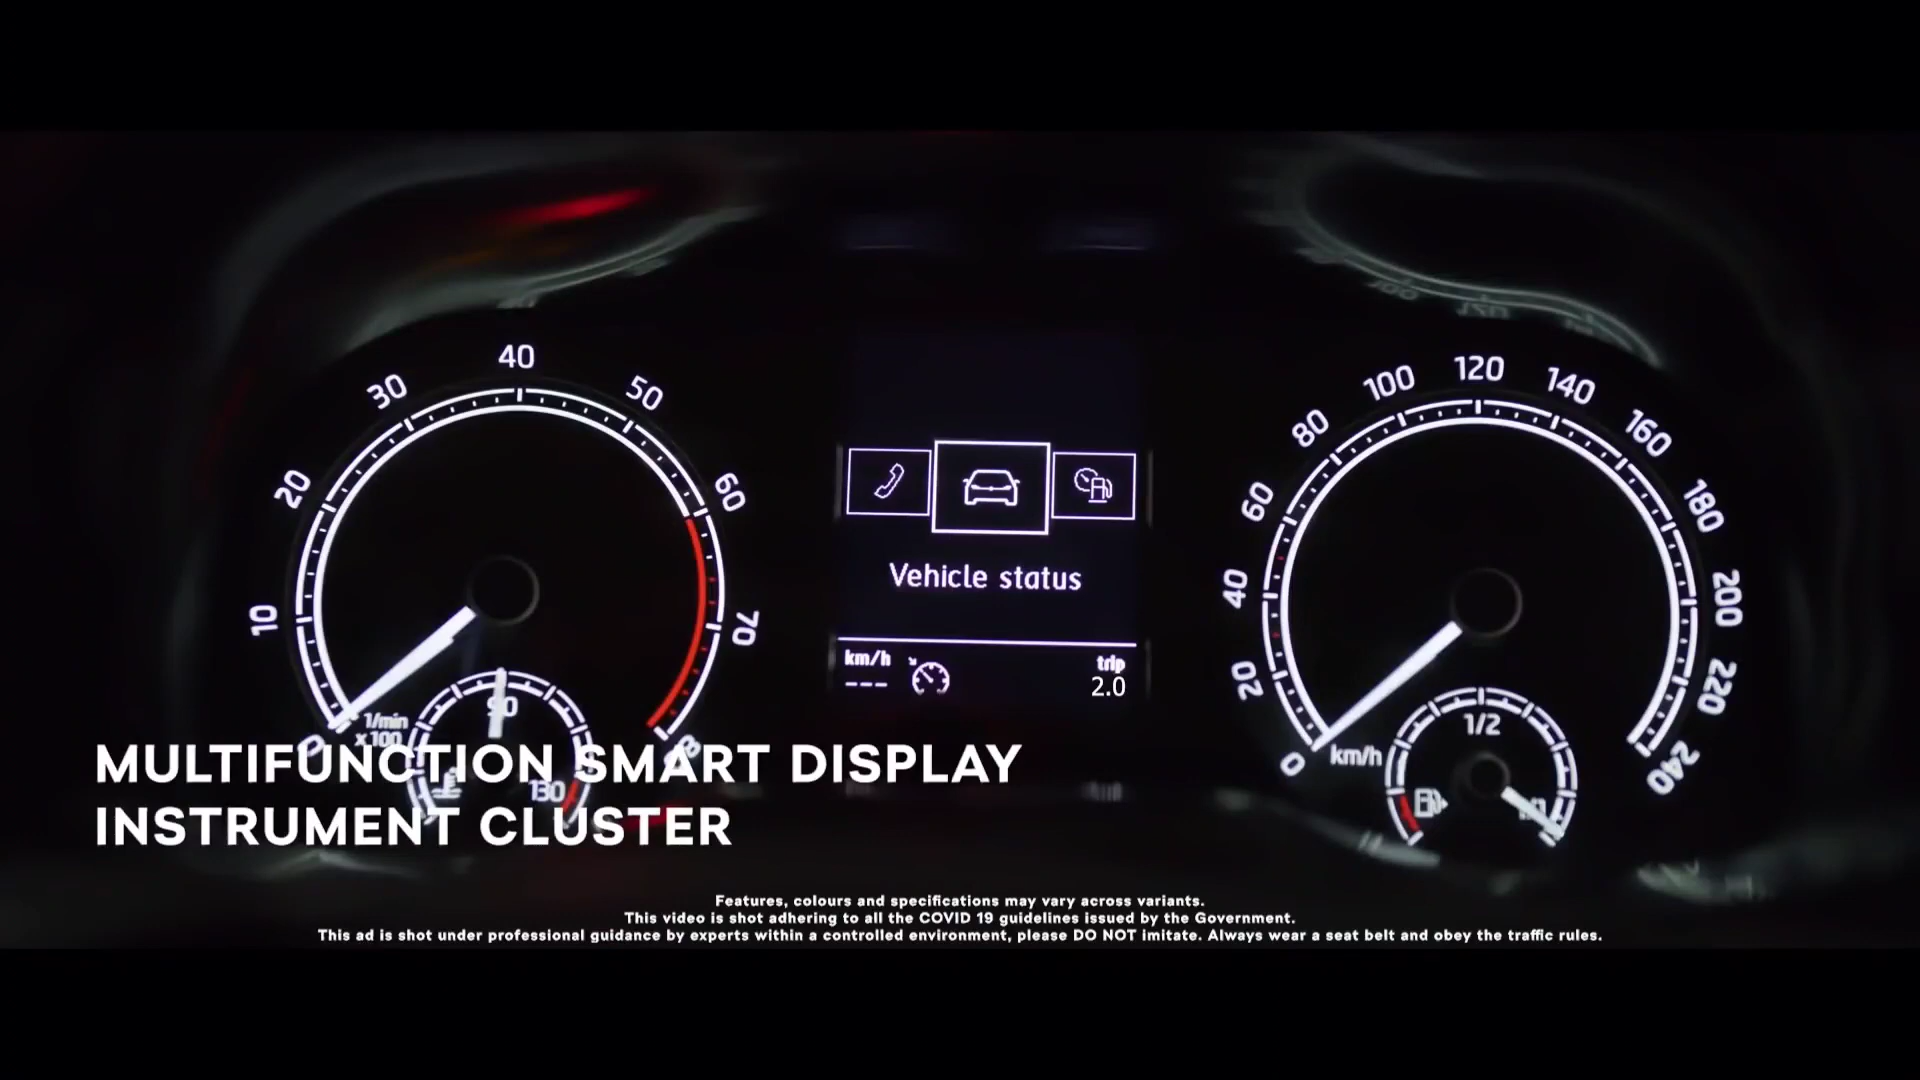 40
30
50
20
60
10
70
0
80
1/min
x100
90
130
Vehicle status
km/h
---
trip
2.0
120
100
140
80
160
60
180
40
200
20
220
0
240
km/h
1/2
MULTIFUNCTION SMART DISPLAY
INSTRUMENT CLUSTER
Features, colours and specifications may vary across variants.
This video is shot adhering to all the COVID 19 guidelines issued by the Government.
This ad is shot under professional guidance by experts within a controlled environment, please DO NOT imitate. Always wear a seat belt and obey the traffic rules.